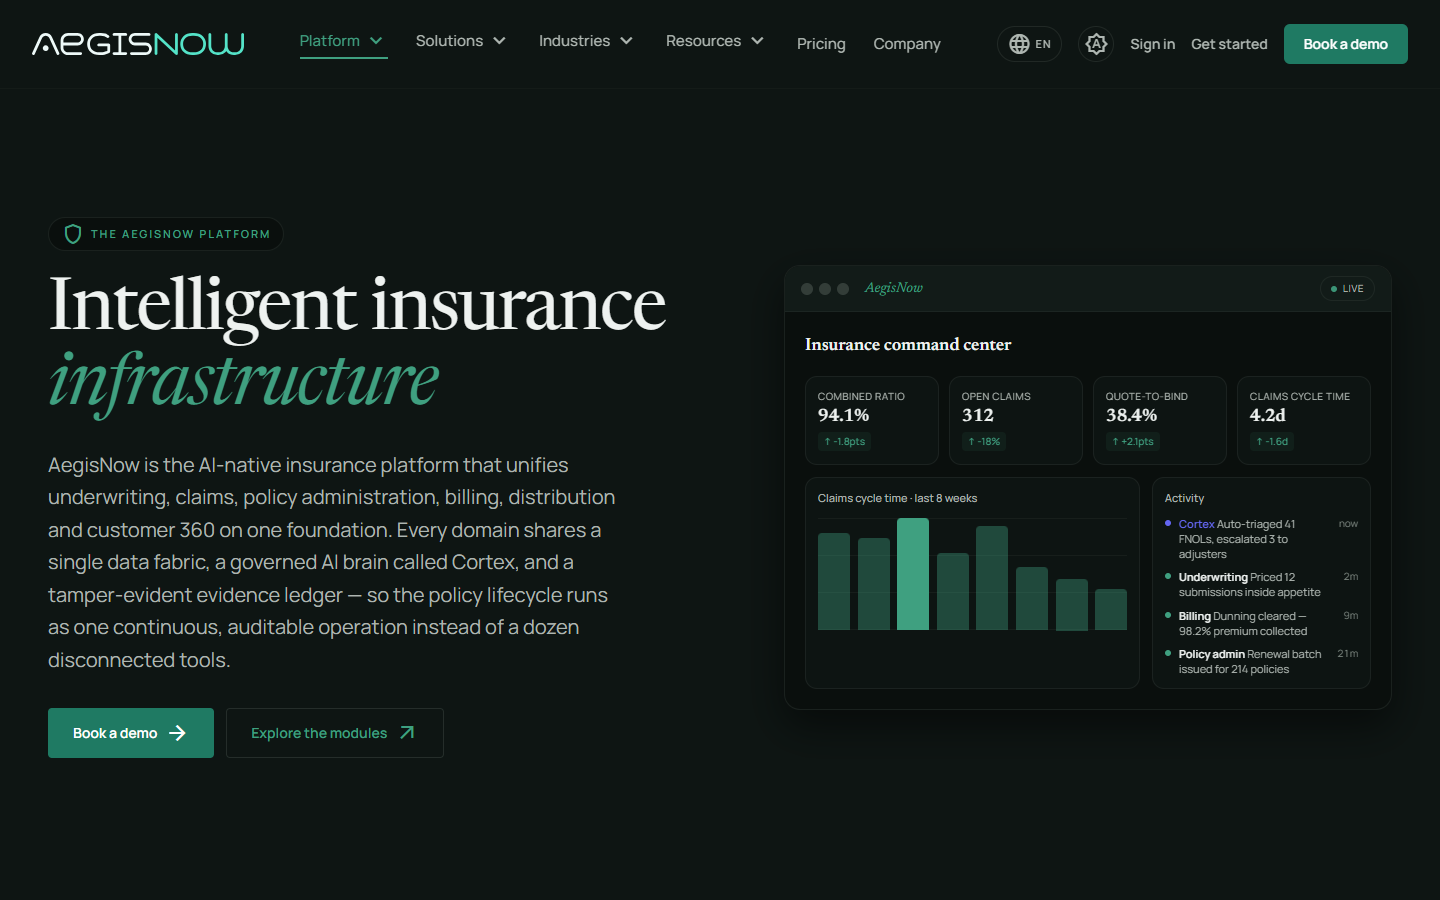 AEGISNOW
Platform
Solutions
Industries
Resources
Pricing
Company
EN
A
Sign in
Get started
Book a demo
THE AEGISNOW PLATFORM
Intelligent insurance
infrastructure
AegisNow is the AI-native insurance platform that unifies
underwriting, claims, policy administration, billing, distribution
and customer 360 on one foundation. Every domain shares a
single data fabric, a governed AI brain called Cortex, and a
tamper-evident evidence ledger — so the policy lifecycle runs
as one continuous, auditable operation instead of a dozen
disconnected tools.
Book a demo
Explore the modules
AegisNow
LIVE
Insurance command center
COMBINED RATIO
94.1%
↑ -1.8pts
OPEN CLAIMS
312
↑ -18%
QUOTE-TO-BIND
38.4%
↑ +2.1pts
CLAIMS CYCLE TIME
4.2d
↑ -1.6d
Claims cycle time · last 8 weeks
Activity
Cortex Auto-triaged 41 now
FNOLs, escalated 3 to
adjusters
Underwriting Priced 12 2m
submissions inside appetite
Billing Dunning cleared — 9m
98.2% premium collected
Policy admin Renewal batch 21m
issued for 214 policies